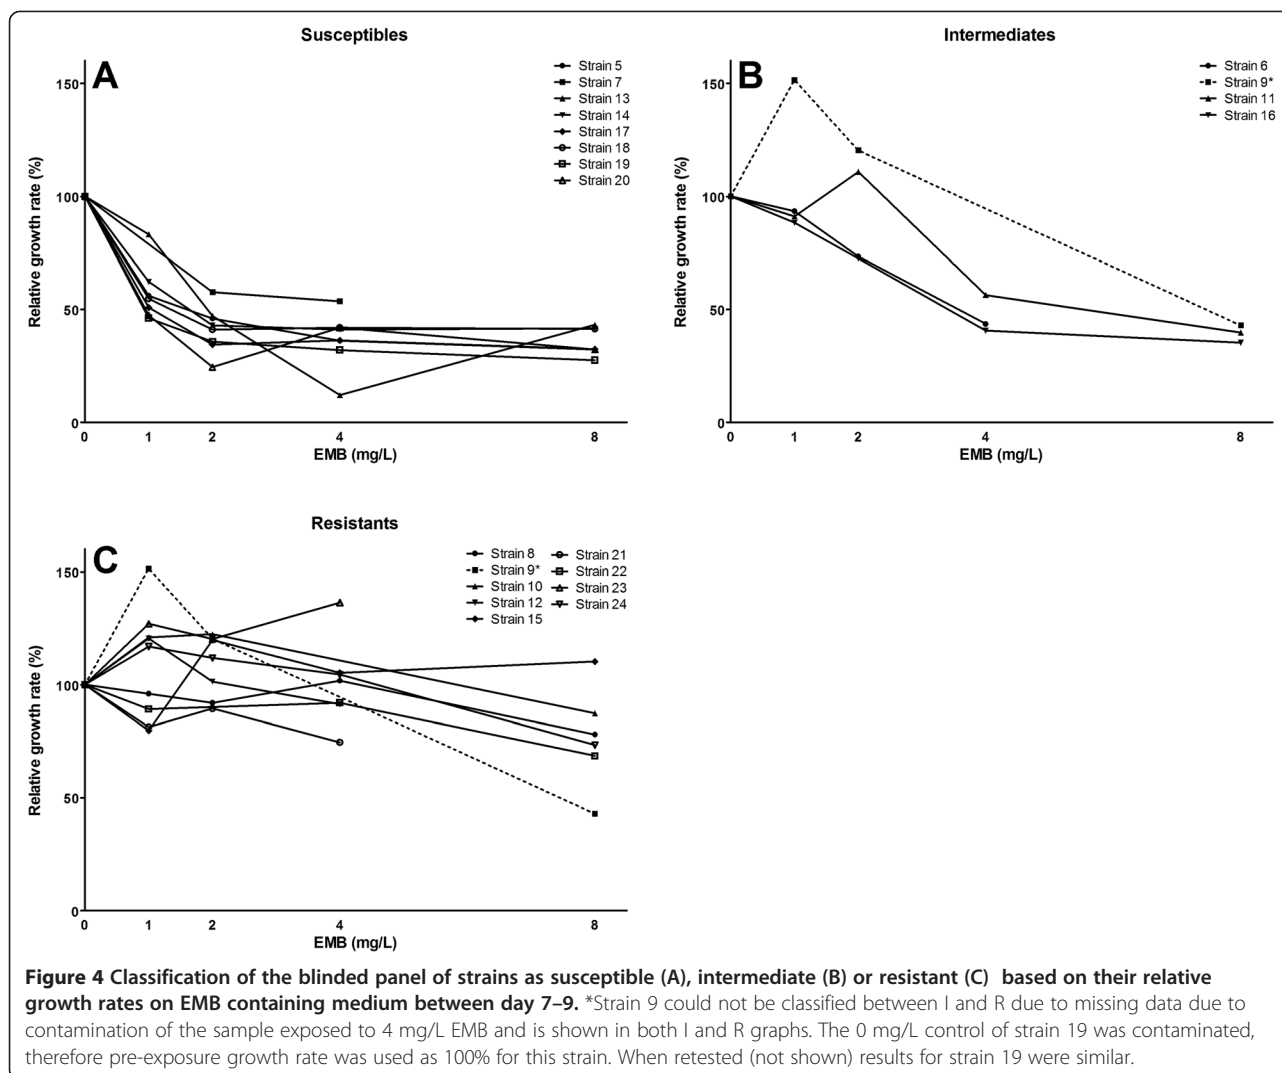 Susceptibles
A
Strain 5
Strain 7
Strain 13
Strain 14
Strain 17
Strain 18
Strain 19
Strain 20
Relative growth rate (%)
150
100
50
0
0 1 2 4 8
EMB (mg/L)
Intermediates
B
Strain 6
Strain 9*
Strain 11
Strain 16
Relative growth rate (%)
150
100
50
0
0 1 2 4 8
EMB (mg/L)
Resistants
C
Strain 8
Strain 9*
Strain 10
Strain 12
Strain 15
Strain 21
Strain 22
Strain 23
Strain 24
Relative growth rate (%)
150
100
50
0
0 1 2 4 8
EMB (mg/L)
Figure 4 Classification of the blinded panel of strains as susceptible (A), intermediate (B) or resistant (C) based on their relative
growth rates on EMB containing medium between day 7–9. *Strain 9 could not be classified between I and R due to missing data due to
contamination of the sample exposed to 4 mg/L EMB and is shown in both I and R graphs. The 0 mg/L control of strain 19 was contaminated,
therefore pre-exposure growth rate was used as 100% for this strain. When retested (not shown) results for strain 19 were similar.